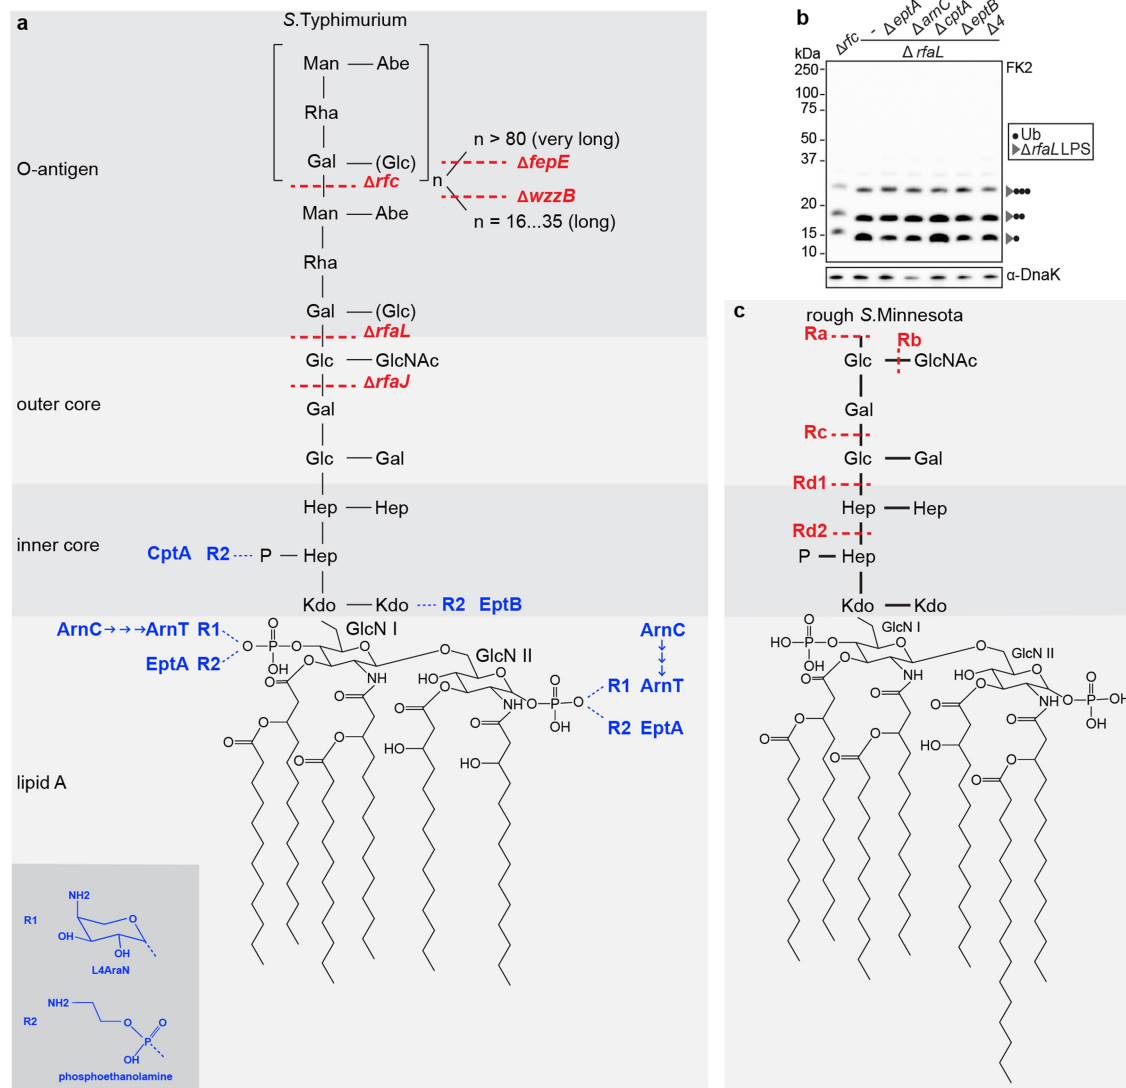 a
S.Typhimurium
Man Abe
Rha
O-antigen
Gal (Glc)
Δrfc
n
n > 80 (very long)
ΔfepE
ΔwzzB
n = 16...35 (long)
Man Abe
Rha
Gal (Glc)
ΔrfaL
Glc GlcNAc
ΔrfaJ
outer core
Gal
Glc Gal
Hep Hep
inner core
CptA R2 P Hep
Kdo Kdo R2 EptB
ArnC→→→ArnT R1
EptA R2
O P O
O
OH
GlcN I
O
O
GlcN II
ArnC
R1 ArnT
R2 EptA
O
O
NH
O
HO
O
O
O
NH
O
P
O
O
OH
O
O
O
O
O
HO
HO
lipid A
R1
NH2
O
OH
OH
L4AraN
R2
NH2
O
O
P
OH
phosphoethanolamine
b
Δrfc - ΔeptA ΔarnC ΔcptA ΔeptB Δ4
ΔrfaL
kDa
250
100
75
50
37
20
15
10
FK2
Ub
ΔrfaL LPS
α-DnaK
c
rough S.Minnesota
Ra
Rb
Glc GlcNAc
Gal
Rc
Glc Gal
Rd1
Hep Hep
Rd2
P Hep
Kdo Kdo
HO P O
O
OH
GlcN I
O
O
GlcN II
O
O
NH
O
HO
O
O
O
NH
O
O
P
OH
O
OH
O
O
O
O
HO
O
O